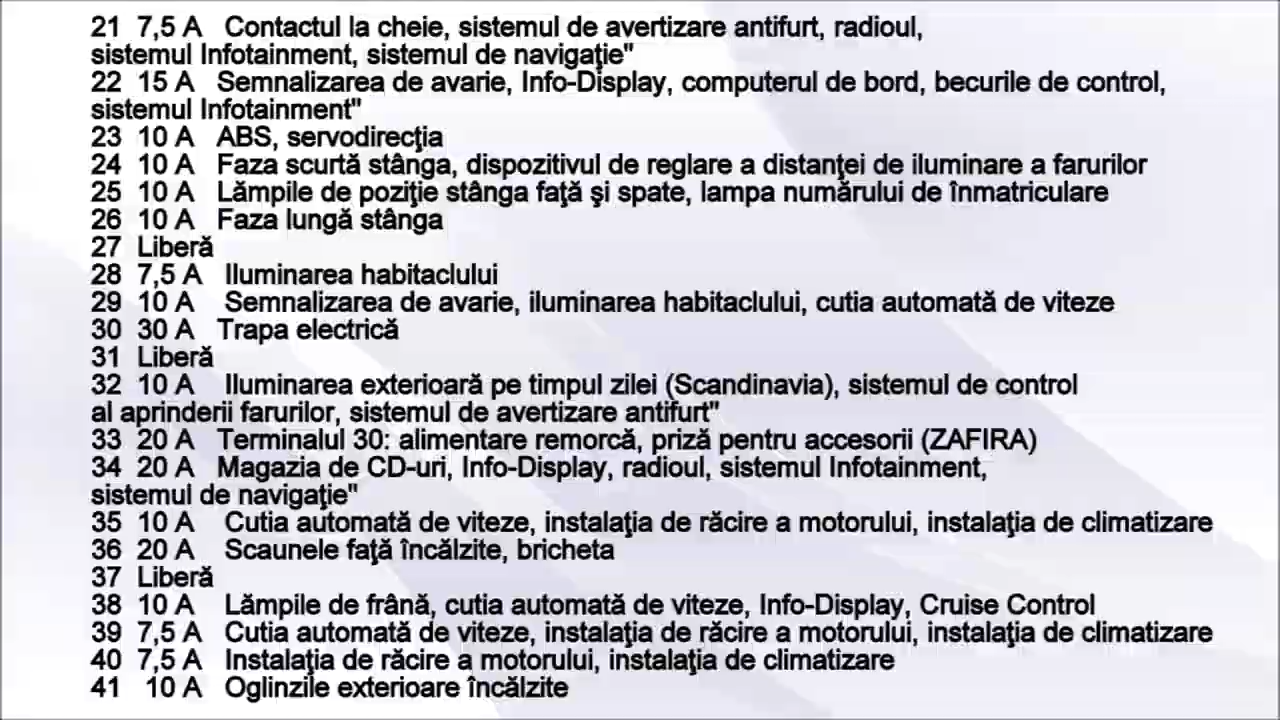 21 7,5 A Contactul la cheie, sistemul de avertizare antifurt, radioul,
sistemul Infotainment, sistemul de navigaţie"
22 15 A Semnalizarea de avarie, Info-Display, computerul de bord, becurile de control,
sistemul Infotainment"
23 10 A ABS, servodirecţia
24 10 A Faza scurtă stânga, dispozitivul de reglare a distanţei de iluminare a farurilor
25 10 A Lămpile de poziţie stânga faţă şi spate, lampa numărului de înmatriculare
26 10 A Faza lungă stânga
27 Liberă
28 7,5 A Iluminarea habitaclului
29 10 A Semnalizarea de avarie, iluminarea habitaclului, cutia automată de viteze
30 30 A Trapa electrică
31 Liberă
32 10 A Iluminarea exterioară pe timpul zilei (Scandinavia), sistemul de control
al aprinderii farurilor, sistemul de avertizare antifurt"
33 20 A Terminalul 30: alimentare remorcă, priză pentru accesorii (ZAFIRA)
34 20 A Magazia de CD-uri, Info-Display, radioul, sistemul Infotainment,
sistemul de navigaţie"
35 10 A Cutia automată de viteze, instalaţia de răcire a motorului, instalaţia de climatizare
36 20 A Scaunele faţă încălzite, bricheta
37 Liberă
38 10 A Lămpile de frână, cutia automată de viteze, Info-Display, Cruise Control
39 7,5 A Cutia automată de viteze, instalaţia de răcire a motorului, instalaţia de climatizare
40 7,5 A Instalaţia de răcire a motorului, instalaţia de climatizare
41 10 A Oglinzile exterioare încălzite